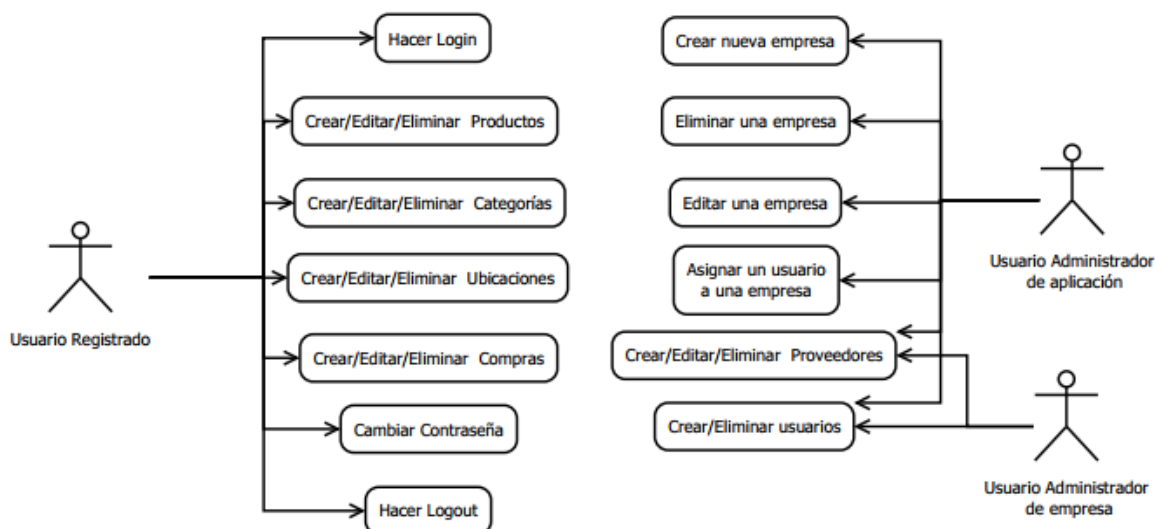 Hacer Login
Crear/Editar/Eliminar Productos
Crear/Editar/Eliminar Categorías
Crear/Editar/Eliminar Ubicaciones
Crear/Editar/Eliminar Compras
Cambiar Contraseña
Hacer Logout
Usuario Registrado
Crear nueva empresa
Eliminar una empresa
Editar una empresa
Asignar un usuario
a una empresa
Crear/Editar/Eliminar Proveedores
Crear/Eliminar usuarios
Usuario Administrador
de aplicación
Usuario Administrador
de empresa